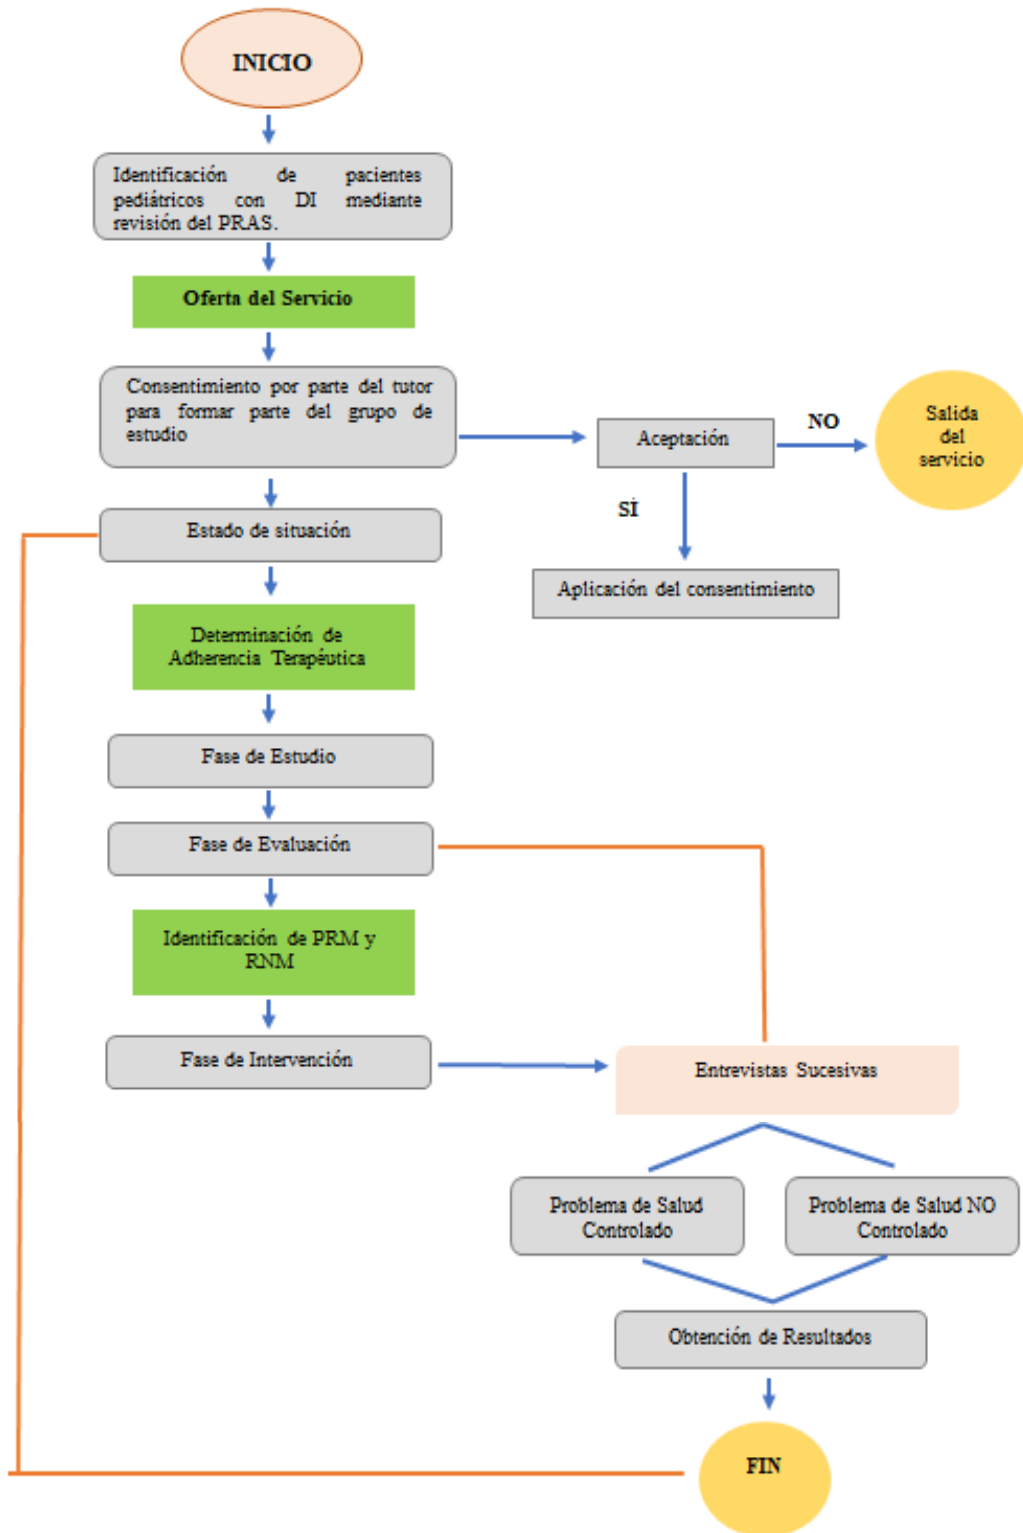 INICIO
Identificación de pacientes
pediátricos con DI mediante
revisión del PRAS.
Oferta del Servicio
Consentimiento por parte del tutor
para formar parte del grupo de
estudio
Aceptación
NO
Salida
del
servicio
SÍ
Aplicación del consentimiento
Estado de situación
Determinación de
Adherencia Terapéutica
Fase de Estudio
Fase de Evaluación
Identificación de PRM y
RNM
Fase de Intervención
Entrevistas Sucesivas
Problema de Salud
Controlado
Problema de Salud NO
Controlado
Obtención de Resultados
FIN